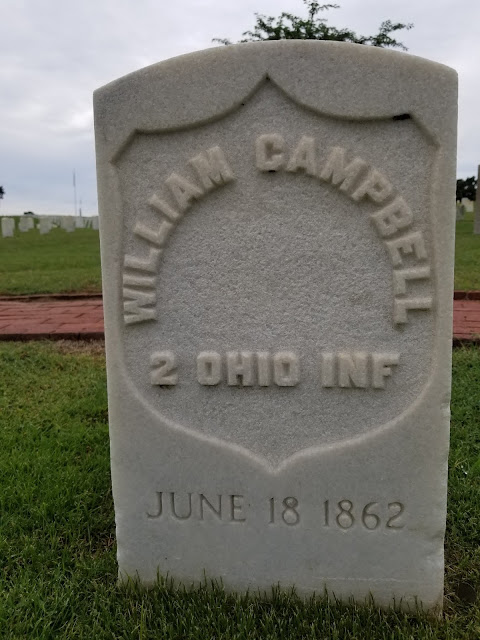 WILLIAM CAMPBELL
2 OHIO INF
JUNE 18 1862